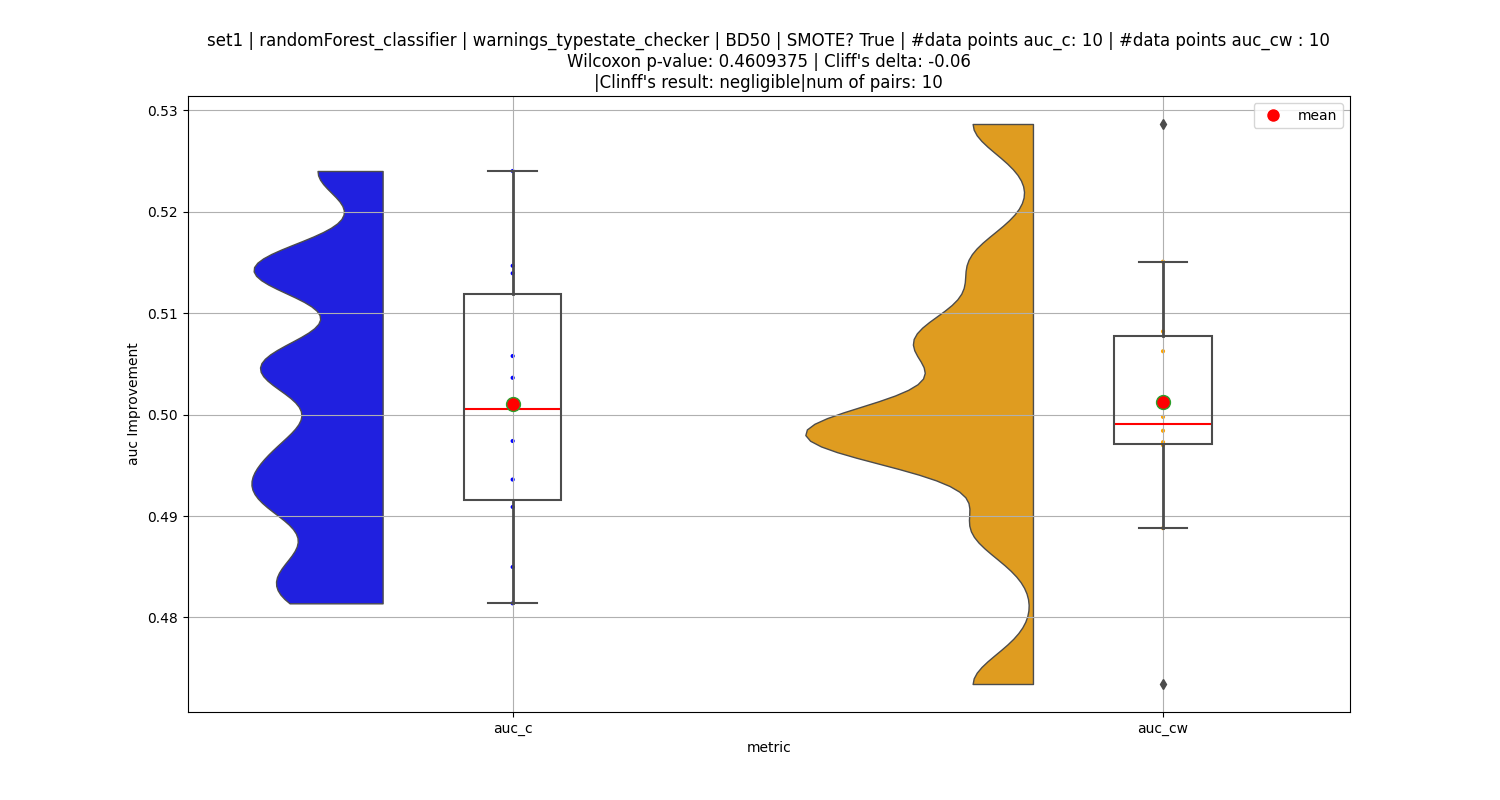 set1 | randomForest_classifier | warnings_typestate_checker | BD50 | SMOTE? True | #data points auc_c: 10 | #data points auc_cw : 10
Wilcoxon p-value: 0.4609375 | Cliff's delta: -0.06
|Clinff's result: negligible|num of pairs: 10
mean
0.53
0.52
0.51
0.50
0.49
0.48
auc Improvement
auc_c
auc_cw
metric